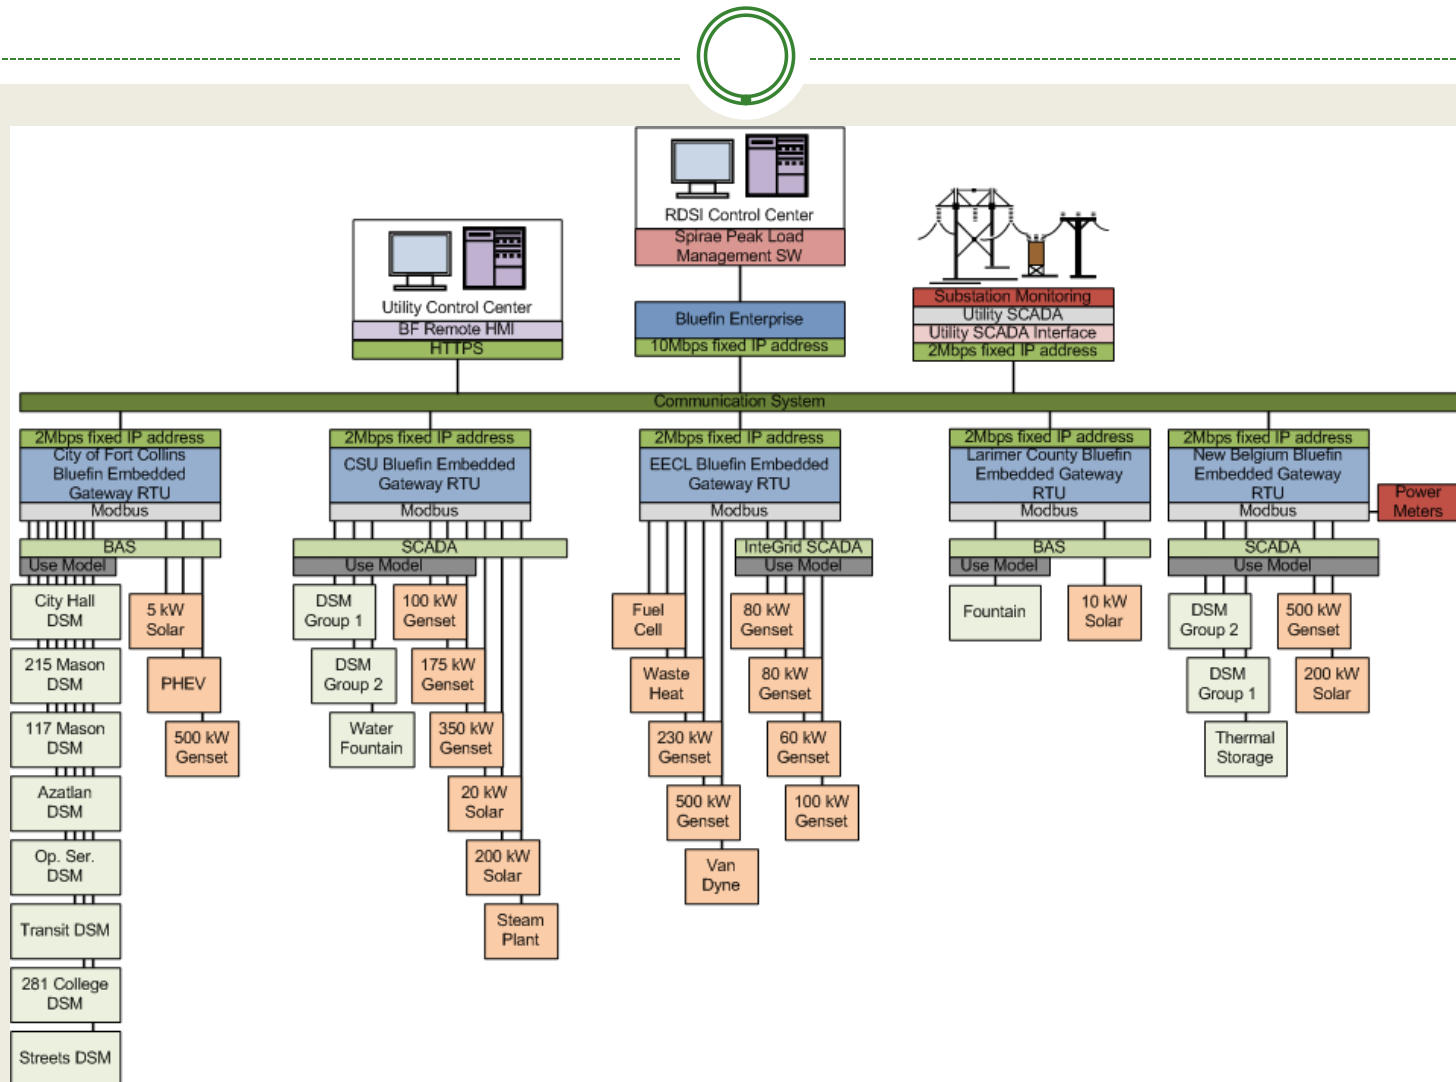 RDSI Control Center
Spirae Peak Load
Management SW
Utility Control Center
BF Remote HMI
HTTPS
Bluefin Enterprise
10Mbps fixed IP address
Substation Monitoring
Utility SCADA
Utility SCADA Interface
2Mbps fixed IP address
Communication System
2Mbps fixed IP address
City of Fort Collins
Bluefin Embedded
Gateway RTU
Modbus
BAS
Use Model
City Hall
DSM
215 Mason
DSM
117 Mason
DSM
Azatlan
DSM
Op. Ser.
DSM
Transit DSM
281 College
DSM
Streets DSM
5 kW
Solar
PHEV
500 kW
Genset
2Mbps fixed IP address
CSU Bluefin Embedded
Gateway RTU
Modbus
SCADA
Use Model
DSM
Group 1
DSM
Group 2
Water
Fountain
100 kW
Genset
175 kW
Genset
350 kW
Genset
20 kW
Solar
200 kW
Solar
Steam
Plant
2Mbps fixed IP address
EECL Bluefin Embedded
Gateway RTU
Modbus
Fuel
Cell
Waste
Heat
230 kW
Genset
500 kW
Genset
Van
Dyne
InteGrid SCADA
Use Model
80 kW
Genset
80 kW
Genset
60 kW
Genset
100 kW
Genset
2Mbps fixed IP address
Larimer County Bluefin
Embedded Gateway
RTU
Modbus
BAS
Use Model
Fountain
10 kW
Solar
2Mbps fixed IP address
New Belgium Bluefin
Embedded Gateway
RTU
Modbus
Power
Meters
SCADA
Use Model
DSM
Group 2
DSM
Group 1
Thermal
Storage
500 kW
Genset
200 kW
Solar